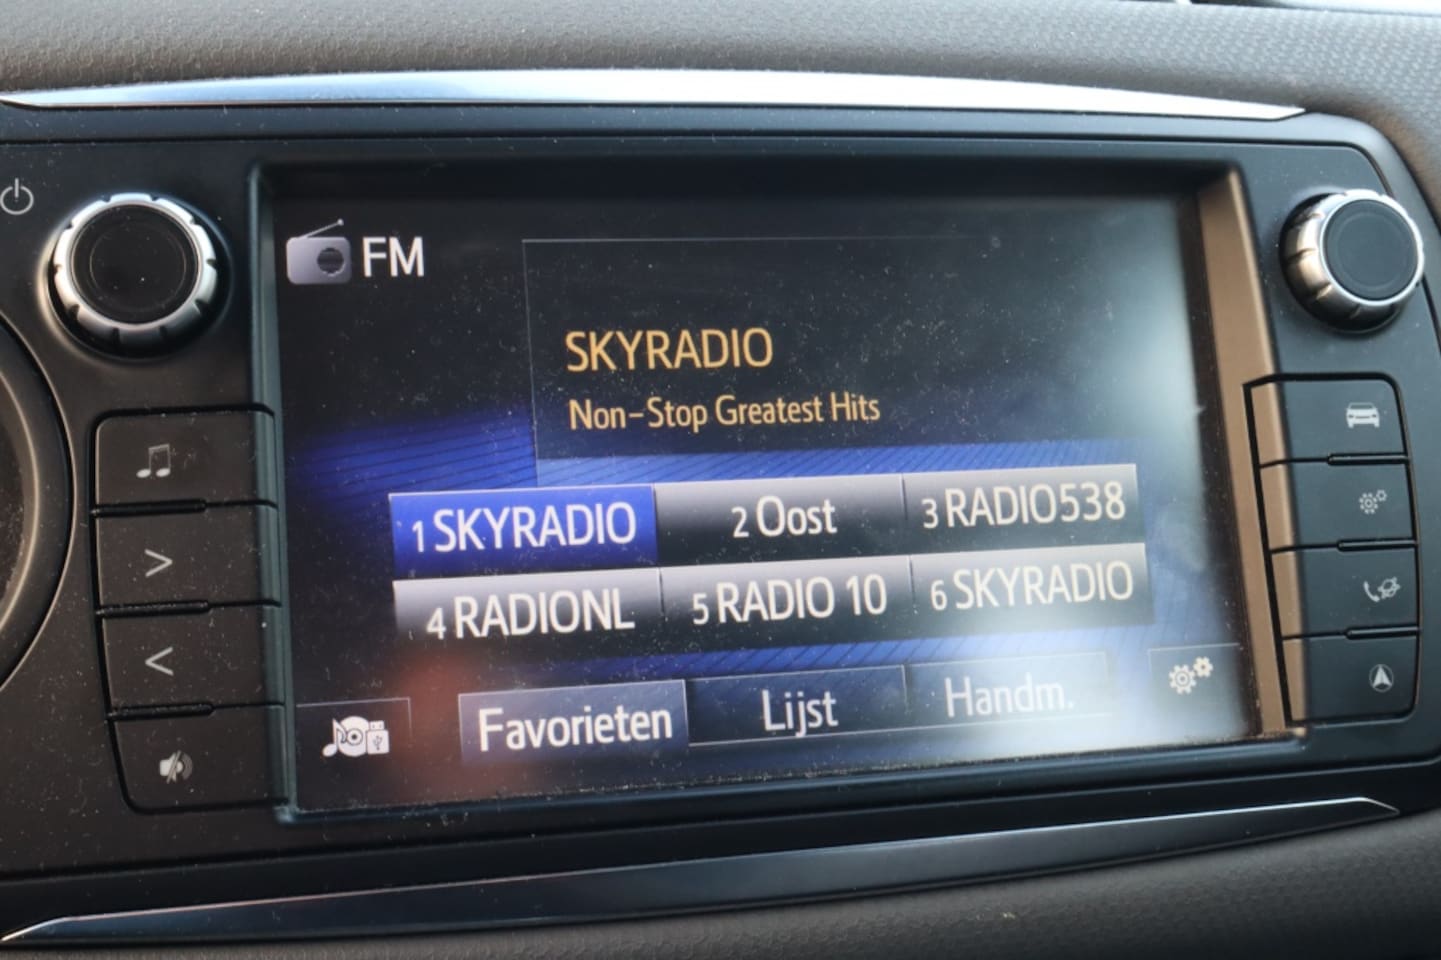 FM
SKYRADIO
Non-Stop Greatest Hits
1 SKYRADIO 2 Oost 3 RADIO538
4 RADIONL 5 RADIO 10 6 SKYRADIO
Favorieten Lijst Handm.